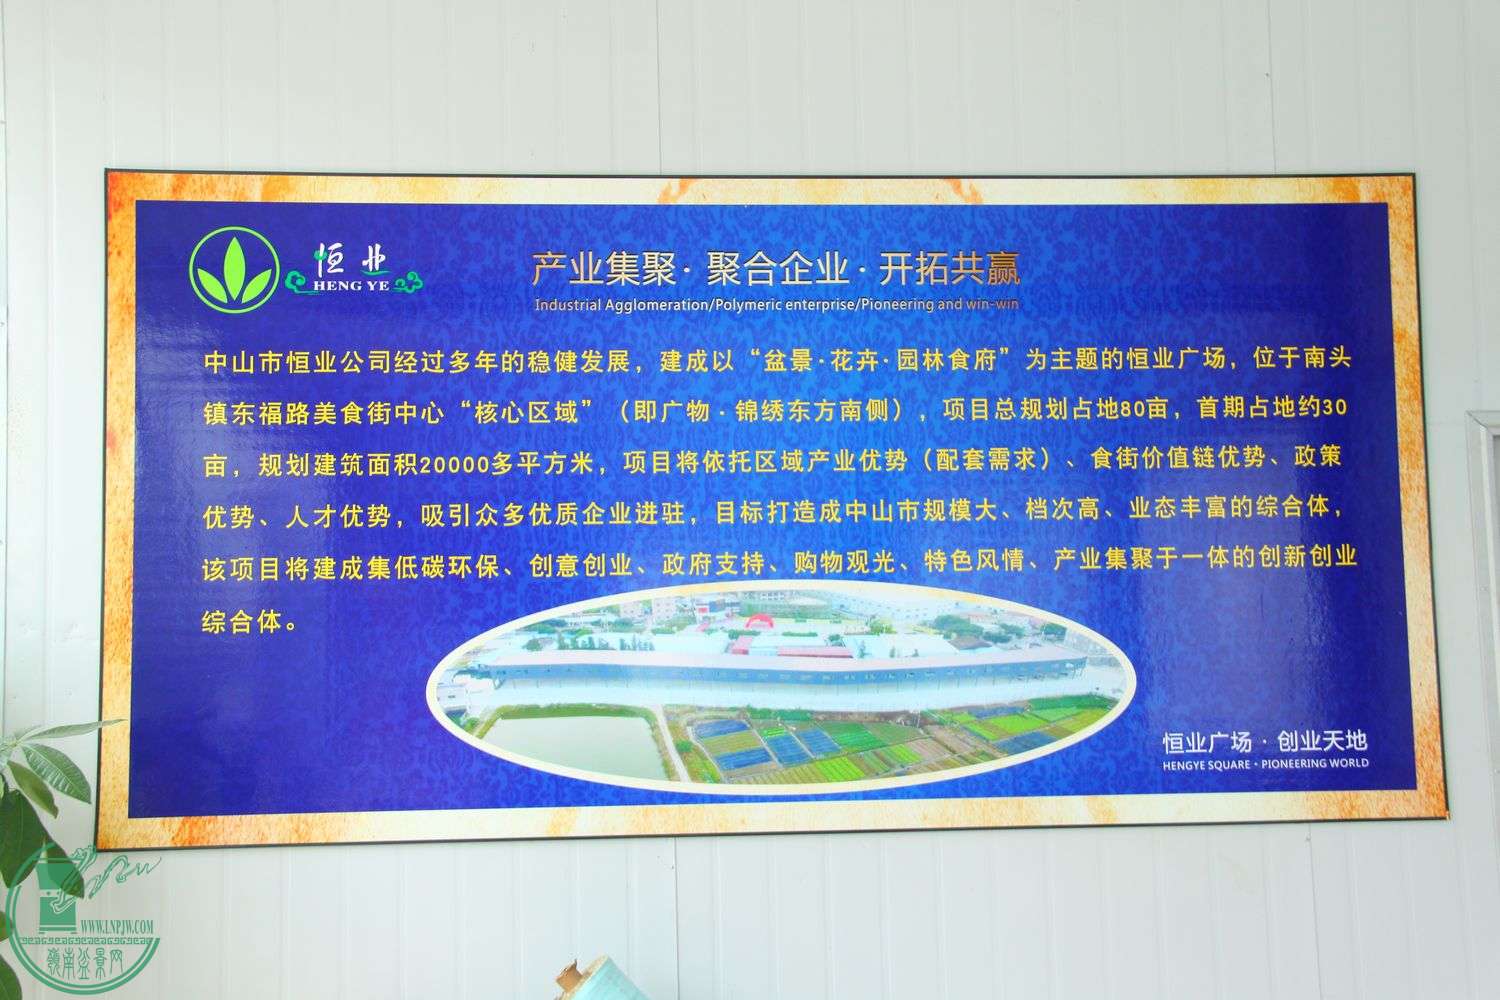 恒业
HENG YE
产业集聚·聚合企业·开拓共赢
Industrial Agglomeration/Polymeric enterprise/Pioneering and win-win
中山市恒业公司经过多年的稳健发展，建成以“盆景·花卉·园林食府”为主题的恒业广场，位于南头
镇东福路美食街中心“核心区域”（即广物·锦绣东方南侧），项目总规划占地80亩，首期占地约30
亩，规划建筑面积20000多平方米，项目将依托区域产业优势（配套需求）、食街价值链优势、政策
优势、人才优势，吸引众多优质企业进驻，目标打造成中山市规模大、档次高、业态丰富的综合体，
该项目将建成集低碳环保、创意创业、政府支持、购物观光、特色风情、产业集聚于一体的创新创业
综合体。
恒业广场·创业天地
HENGYE SQUARE·PIONEERING WORLD
WWW.LNPJW.COM
嶺南盆景网